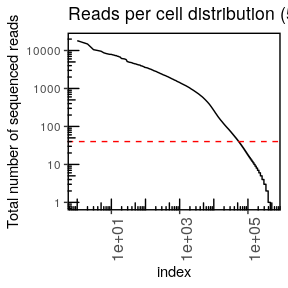 Reads per cell distribution (
Total number of sequenced reads
10000
1000
100
10
1
1e+01
1e+03
1e+05
index